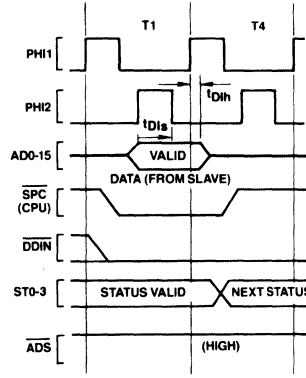 T1 T4
PHI1
tDIh
PHI2
tDIs
AD0-15 VALID
DATA (FROM SLAVE)
SPC
(CPU)
DDIN
ST0-3 STATUS VALID NEXT STATUS
ADS (HIGH)